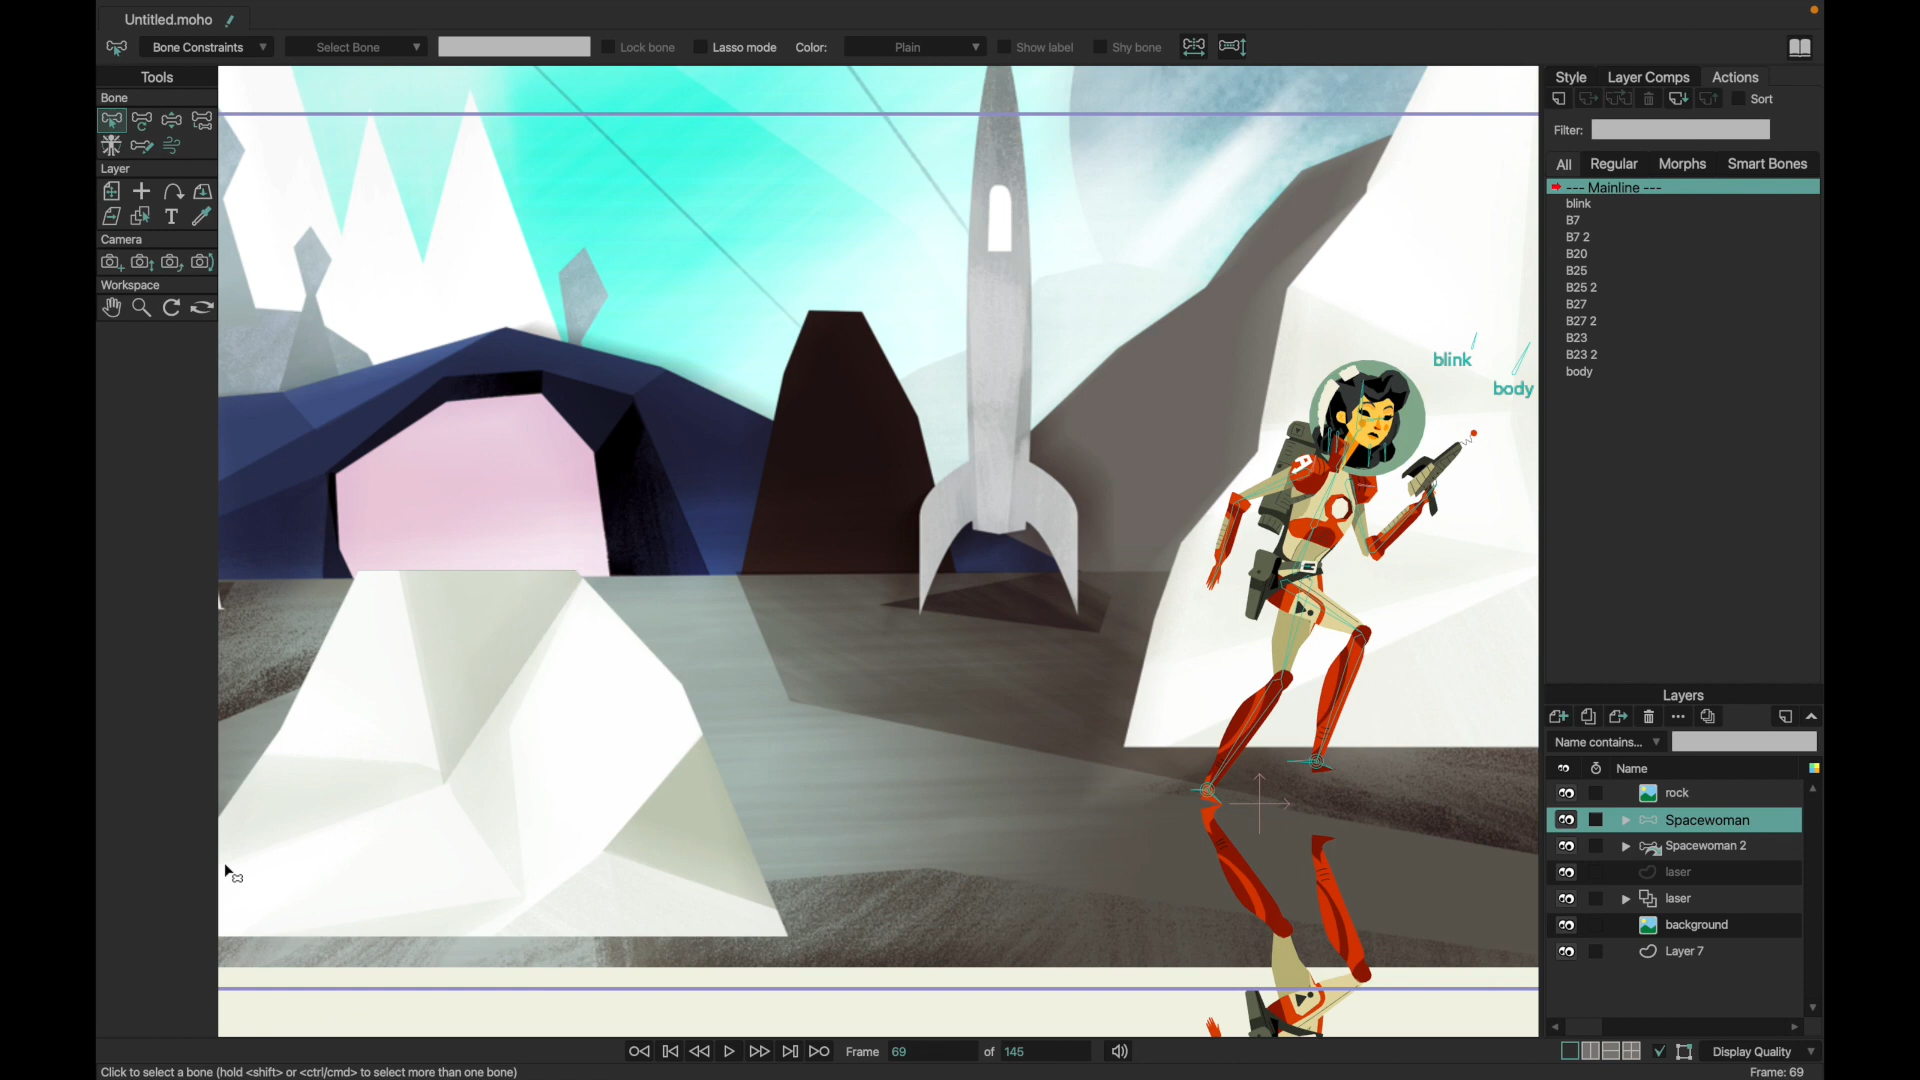 Untitled.moho
Bone Constraints Select Bone Lock bone Lasso mode Color: Plain Show label Shy bone
Tools
Bone
Layer
T
Camera
Workspace
Style Layer Comps Actions
Sort
Filter:
All Regular Morphs Smart Bones
--- Mainline ---
blink
B7
B7 2
B20
B25
B25 2
B27
B27 2
B23
B23 2
body
blink
body
Layers
Name contains...
Name
rock
Spacewoman
Spacewoman 2
laser
laser
background
Layer 7
Frame 69 of 145
Display Quality
Click to select a bone (hold <shift> or <ctrl/cmd> to select more than one bone)
Frame: 69